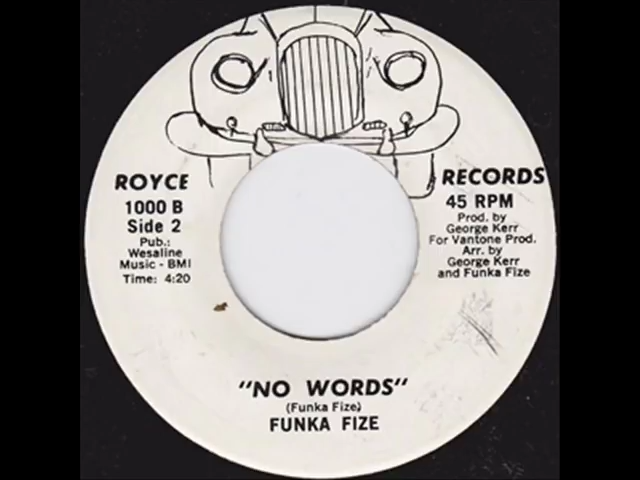 ROYCE
1000 B
Side 2
Pub.:
Wesaline
Music - BMI
Time: 4:20
RECORDS
45 RPM
Prod. by
George Kerr
For Vantone Prod.
Arr. by
George Kerr
and Funka Fize
"NO WORDS"
(Funka Fize)
FUNKA FIZE